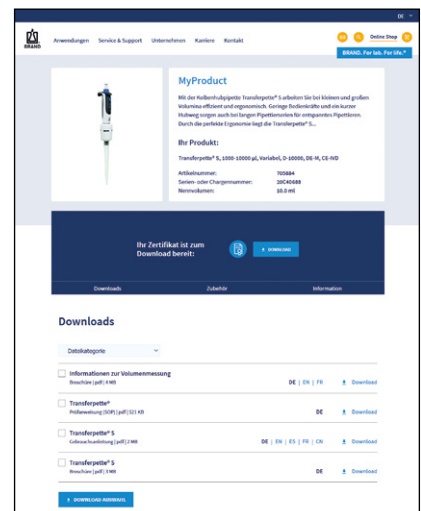 DE
BRAND
Anwendungen Service & Support Unternehmen Karriere Kontakt
Online Shop
BRAND. For lab. For life.®
MyProduct
Mit der Kolbenhubpipette Transferpette® S arbeiten Sie bei kleinen und großen
Volumina effizient und ergonomisch. Geringe Bedienkräfte und ein kurzer
Hubweg sorgen auch bei langen Pipettierserien für entspanntes Pipettieren.
Durch die perfekte Ergonomie liegt die Transferpette® S...
Ihr Produkt:
Transferpette® S, 1000-10000 µl, Variabel, D-10000, DE-M, CE-IVD
Artikelnummer: 705884
Serien- oder Chargennummer: 20C40688
Nennvolumen: 10.0 ml
Ihr Zertifikat ist zum
Download bereit:
DOWNLOAD
Downloads Zubehör Information
Downloads
Dateikategorie
Informationen zur Volumenmessung
Broschüre | pdf | 4 MB
DE | EN | FR Download
Transferpette®
Prüfanweisung (SOP) | pdf | 521 KB
DE Download
Transferpette® S
Gebrauchsanleitung | pdf | 2 MB
DE | EN | ES | FR | CN Download
Transferpette® S
Broschüre | pdf | 3 MB
DE Download
DOWNLOAD AUSWAHL